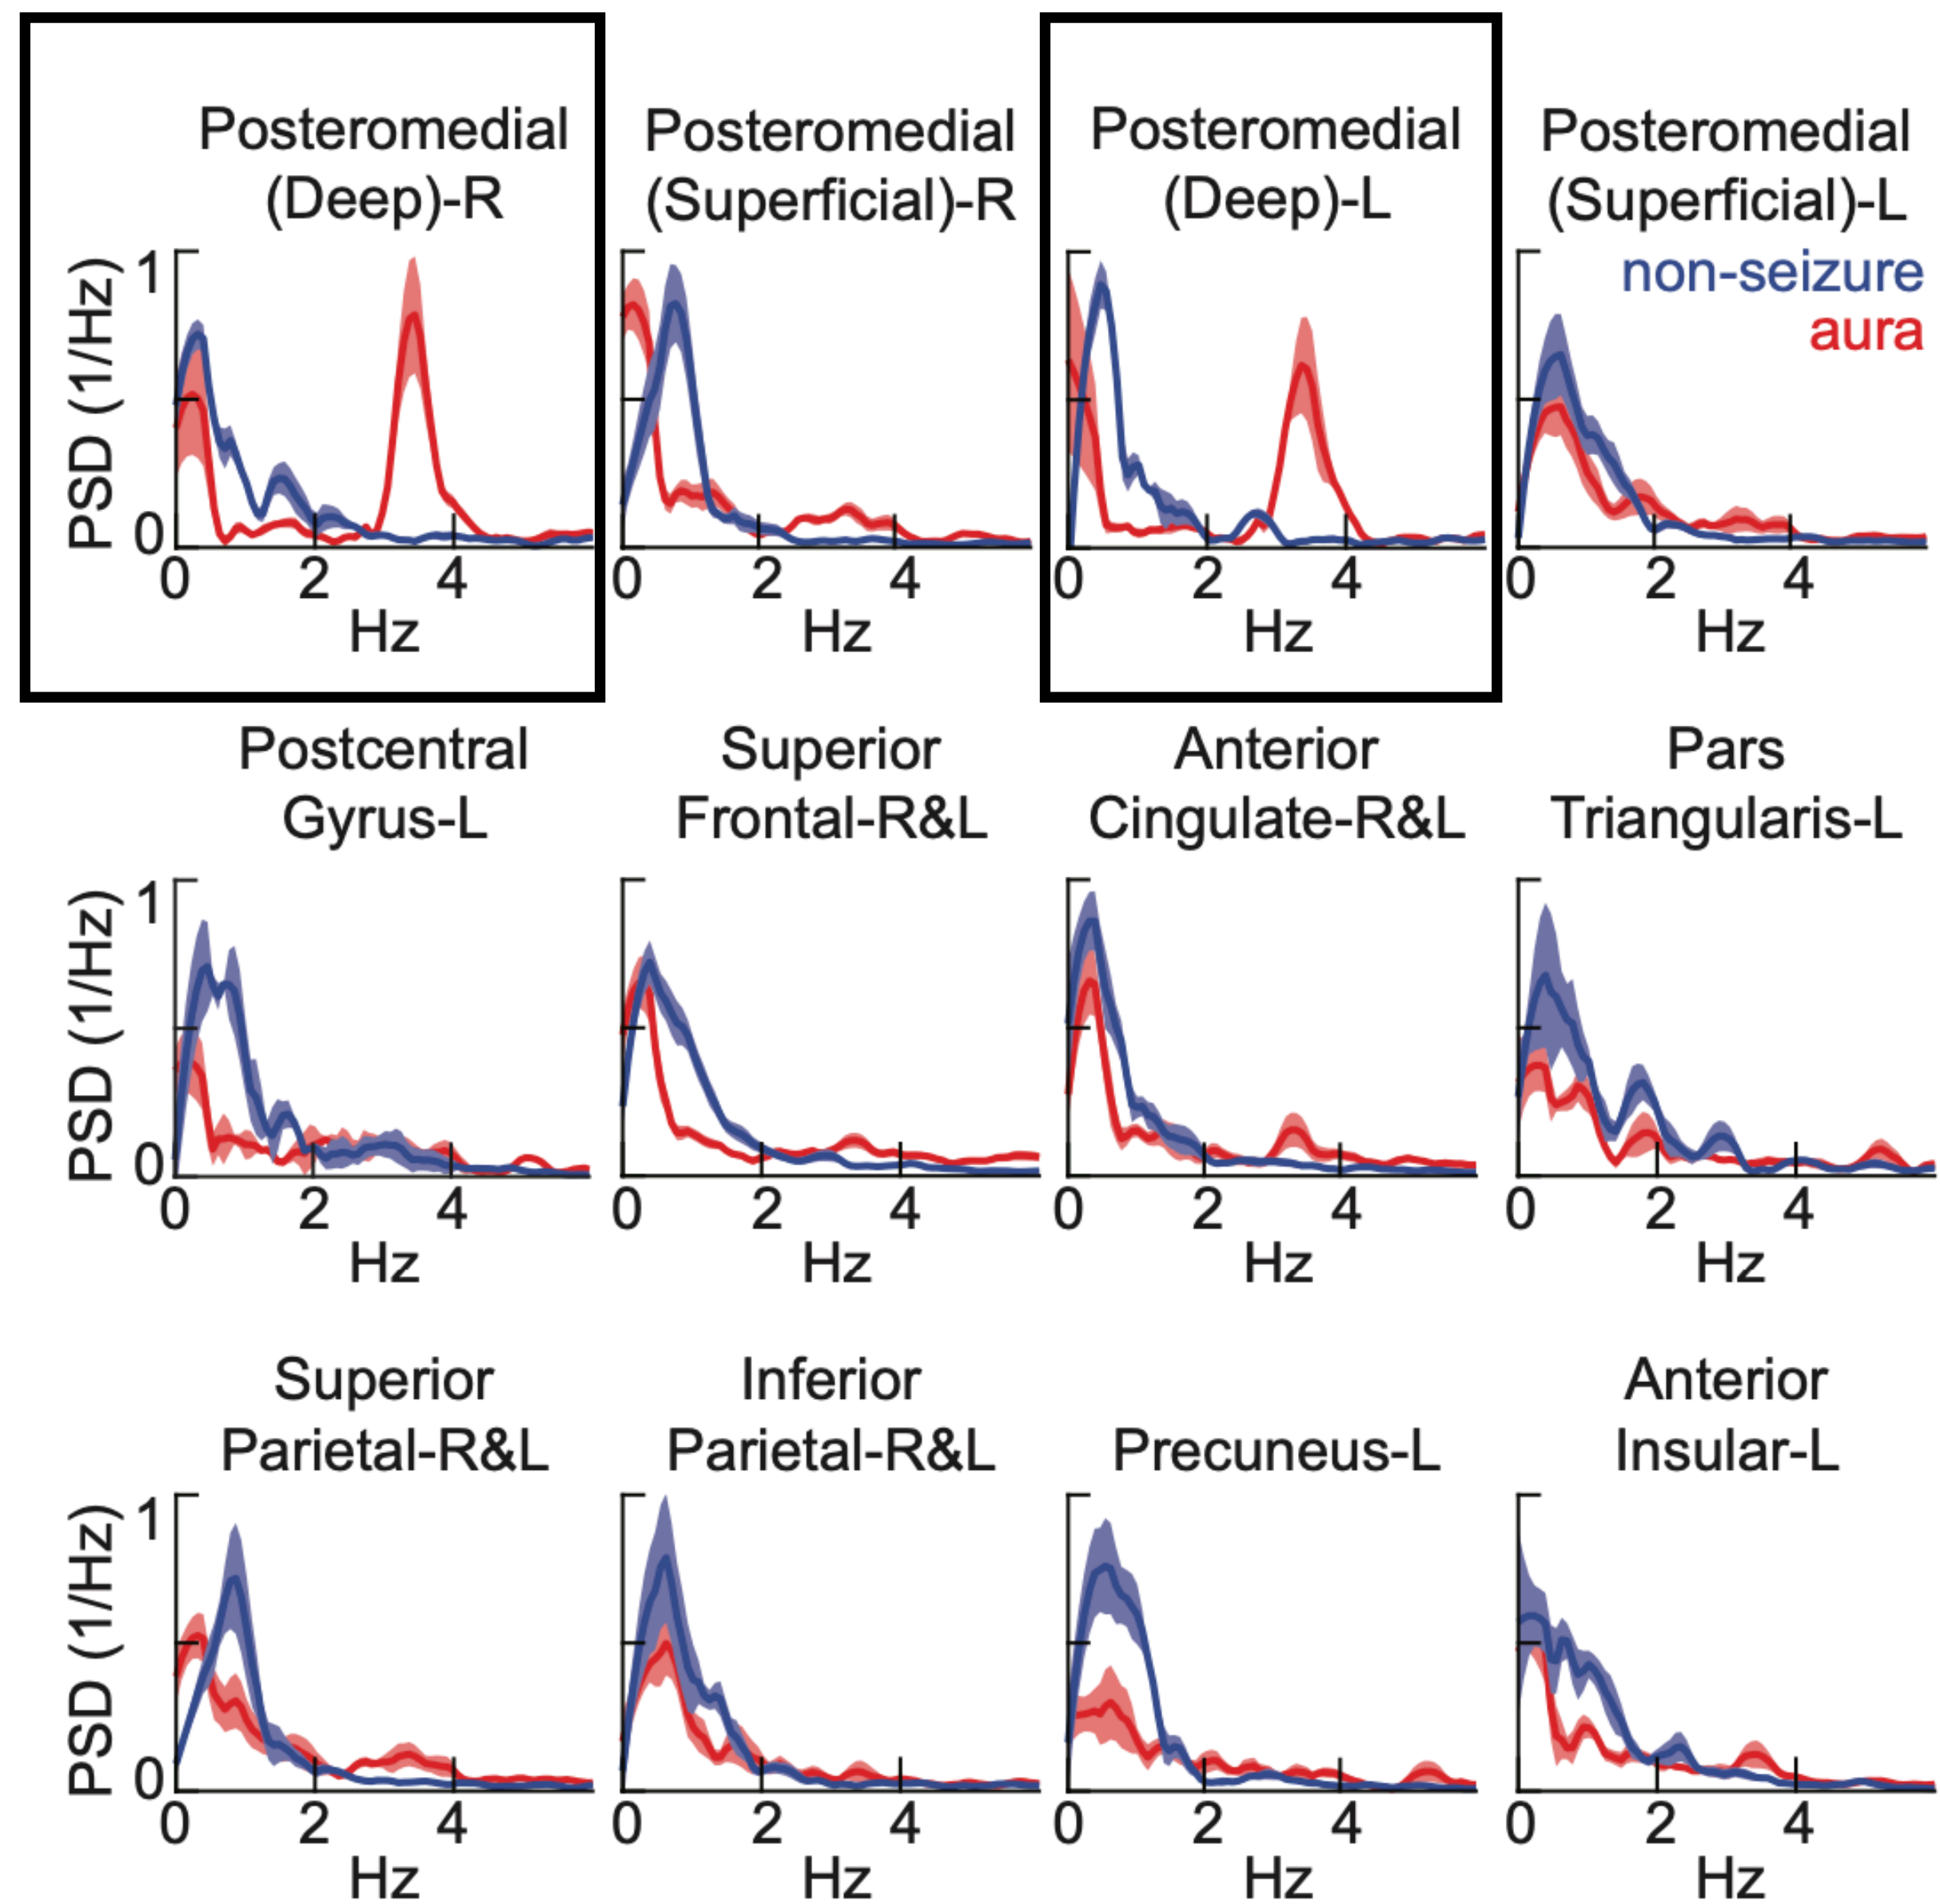 Posteromedial
(Deep)-R
Posteromedial
(Superficial)-R
Posteromedial
(Deep)-L
Posteromedial
(Superficial)-L
non-seizure
aura
PSD (1/Hz)
1
0
0 2 4
Hz
0 2 4
Hz
0 2 4
Hz
0 2 4
Hz
Postcentral
Gyrus-L
Superior
Frontal-R&L
Anterior
Cingulate-R&L
Pars
Triangularis-L
PSD (1/Hz)
1
0
0 2 4
Hz
0 2 4
Hz
0 2 4
Hz
0 2 4
Hz
Superior
Parietal-R&L
Inferior
Parietal-R&L
Precuneus-L
Anterior
Insular-L
PSD (1/Hz)
1
0
0 2 4
Hz
0 2 4
Hz
0 2 4
Hz
0 2 4
Hz